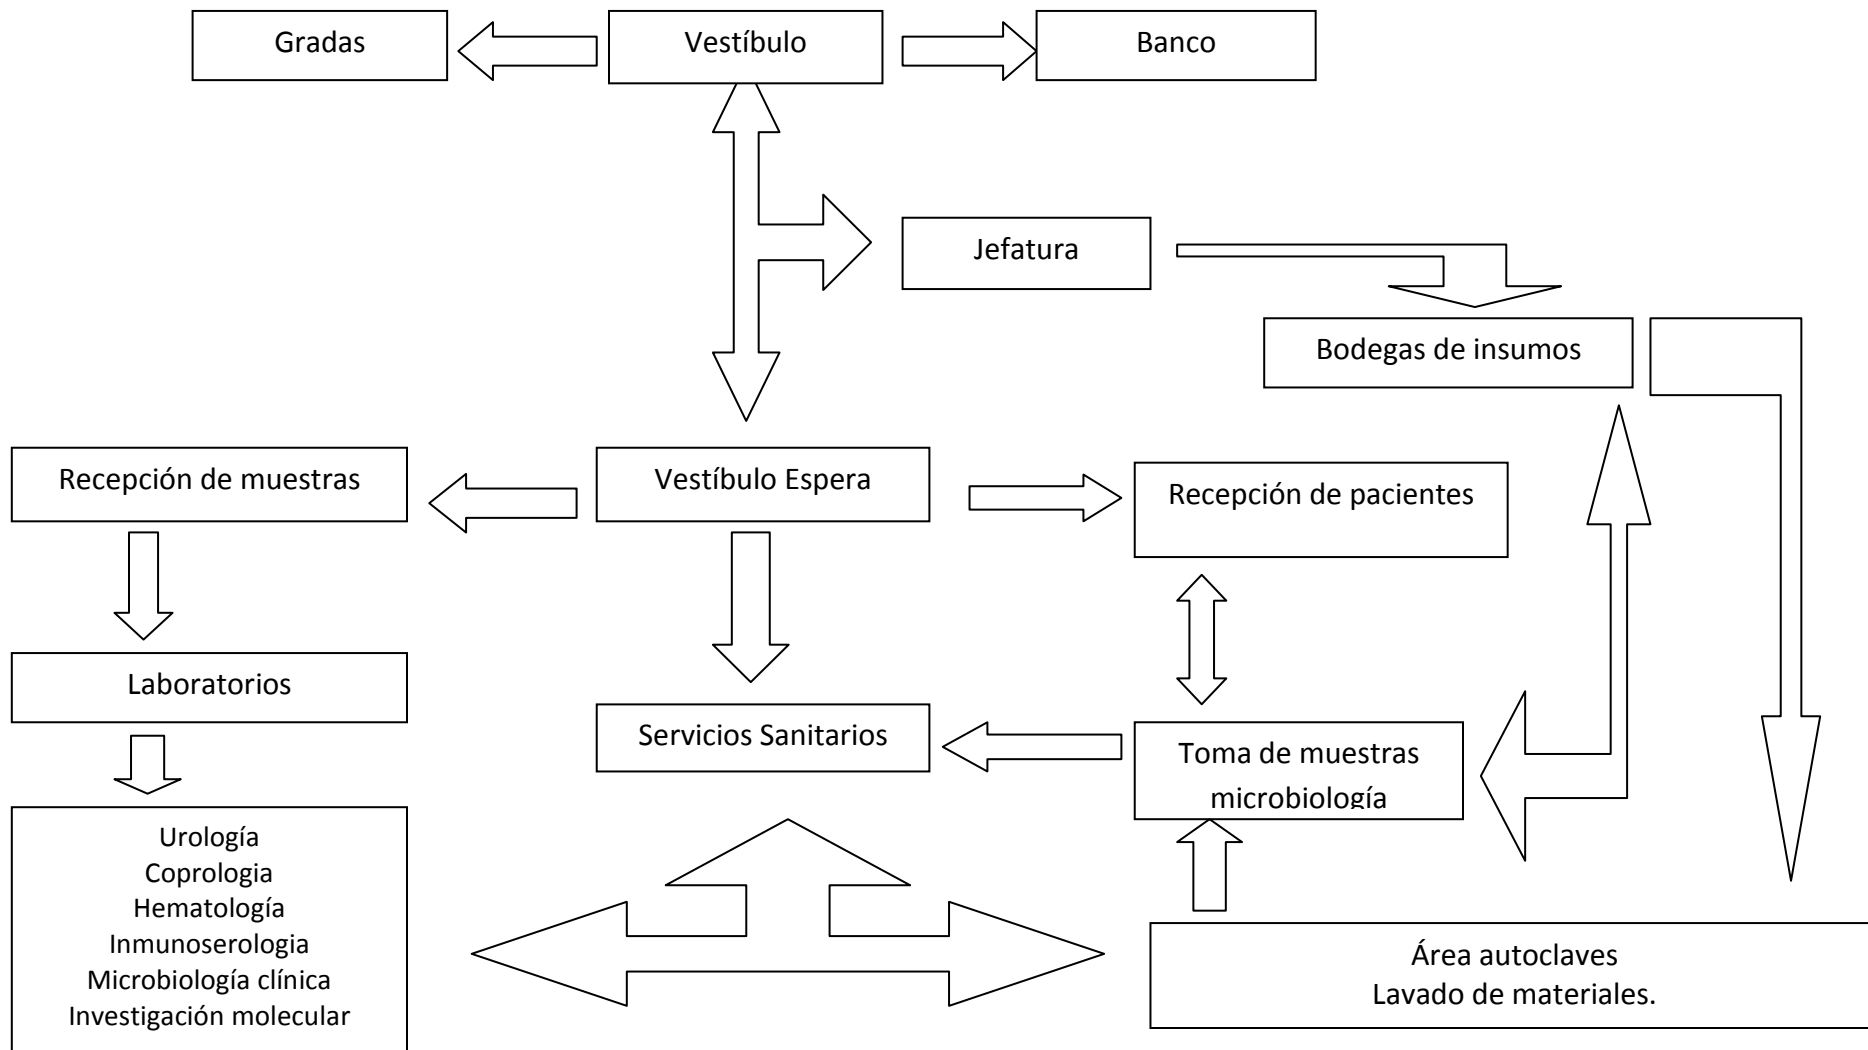 Gradas
Vestíbulo
Banco
Jefatura
Bodegas de insumos
Recepción de muestras
Vestíbulo Espera
Recepción de pacientes
Laboratorios
Servicios Sanitarios
Toma de muestras
microbiología
Urología
Coprologia
Hematología
Inmunoserologia
Microbiología clínica
Investigación molecular
Área autoclaves
Lavado de materiales.